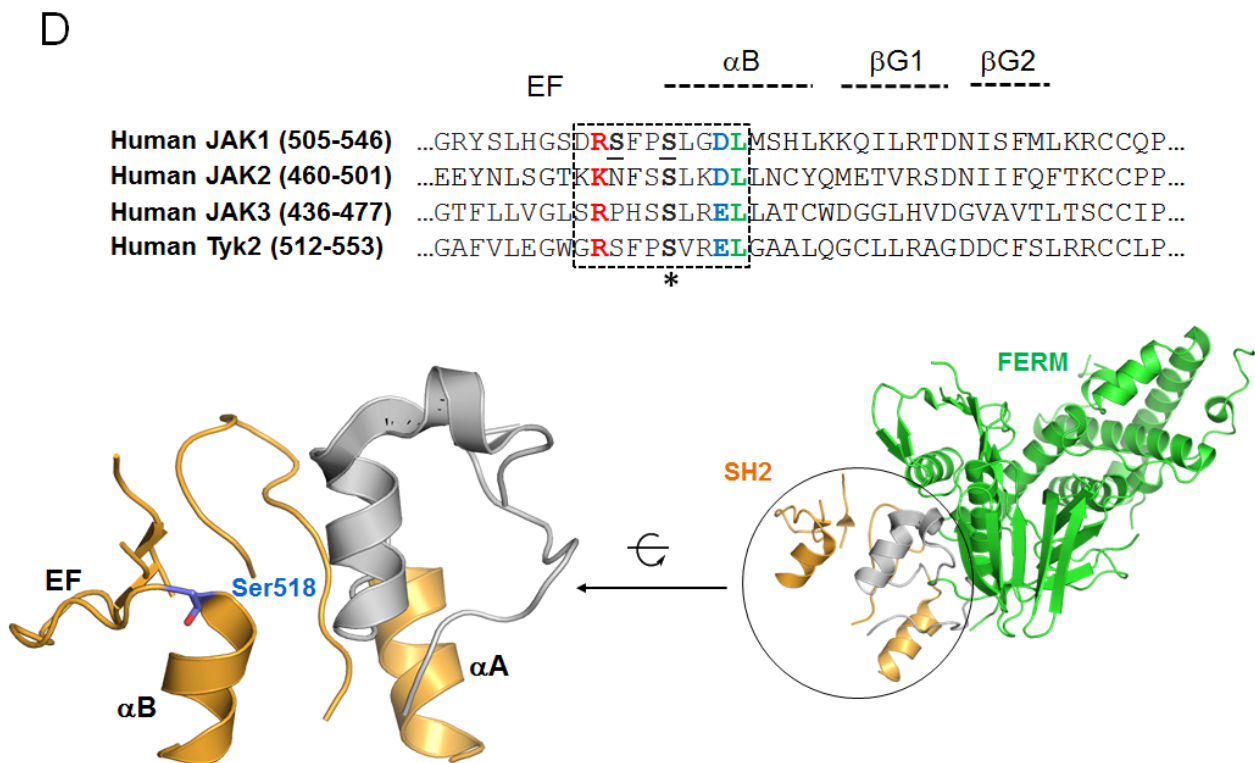 D
αB βG1 βG2
EF
Human JAK1 (505-546) ...GRYSLHGSDRSFPSLGDLMSHLKKQILRTDNISFMLKRCCQP...
Human JAK2 (460-501) ...EEYNLSGTKKNFSSLKDLLNCYQMETVRSDNIIFQFTKCCPP...
Human JAK3 (436-477) ...GTFLLVGLSRPHSSLRELLATCWDGGLHVDGVAVTLTSCCIP...
Human Tyk2 (512-553) ...GAFVLEGWGRSFPSVRELGAALQGCLLRAGDDCFSLRRCCLP...
*
FERM
SH2
EF
Ser518
αA
αB